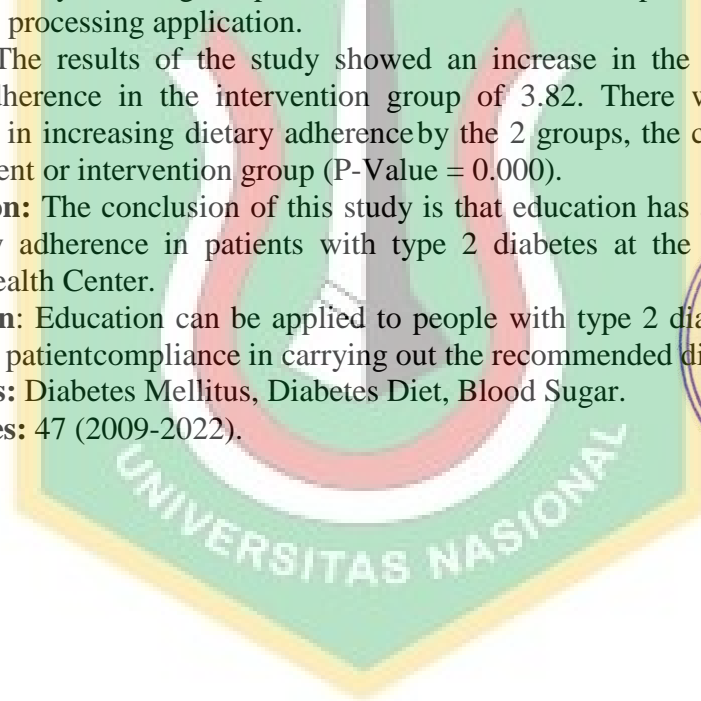 processing application.
The results of the study showed an increase in the
dherence in the intervention group of 3.82. There
in increasing dietary adherenceby the 2 groups, the
ent or intervention group (P-Value = 0.000).
on: The conclusion of this study is that education has
y adherence in patients with type 2 diabetes at the
ealth Center.
n: Education can be applied to people with type 2
patientcompliance in carrying out the recommended
s: Diabetes Mellitus, Diabetes Diet, Blood Sugar.
es: 47 (2009-2022).
UNIVERSITAS NASIONAL